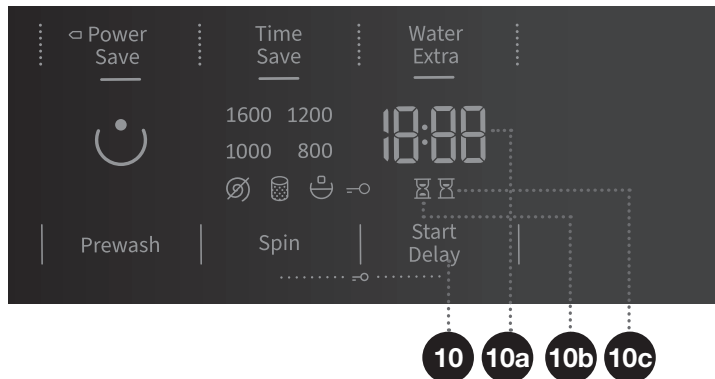 Power Save
Time Save
Water Extra
1600 1200
18:88
1000 800
Prewash
Spin
Start Delay
10 10a 10b 10c